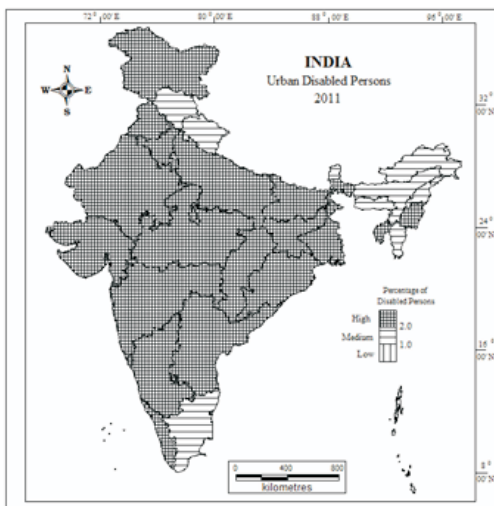 72° 00'E 80° 00'E 88° 00'E 96° 00'E
INDIA
Urban Disabled Persons
2011
N
W E
S
32° 00'N
24° 00'N
16° 00'N
8° 00'N
Percentage of
Disabled Persons
High
2.0
Medium
1.0
Low
0 400 800
kilometres